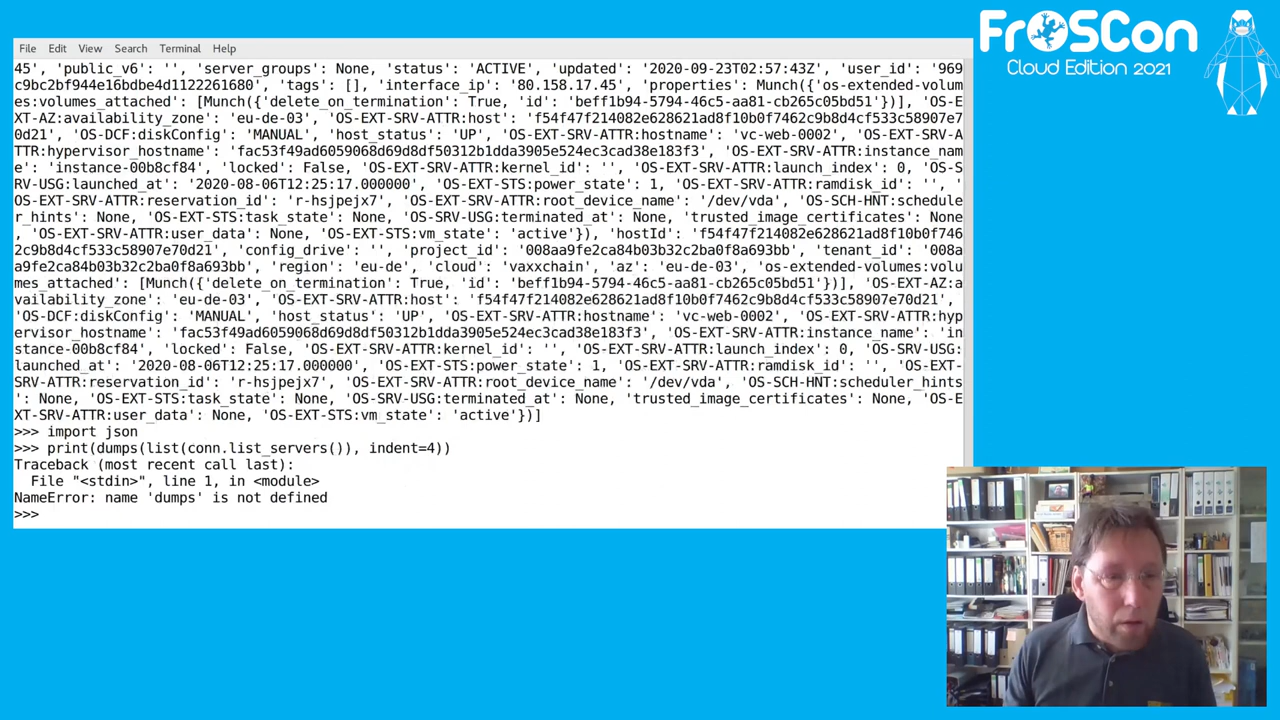 FrOSCon
Cloud Edition 2021
File Edit View Search Terminal Help
45', 'public_v6': '', 'server_groups': None, 'status': 'ACTIVE', 'updated': '2020-09-23T02:57:43Z', 'user_id': '969
c9bc2bf944e16bdbe4d1122261680', 'tags': [], 'interface_ip': '80.158.17.45', 'properties': Munch({'os-extended-volum
es:volumes_attached': [Munch({'delete_on_termination': True, 'id': 'beff1b94-5794-46c5-aa81-cb265c05bd51'})], 'OS-E
XT-AZ:availability_zone': 'eu-de-03', 'OS-EXT-SRV-ATTR:host': 'f54f47f214082e628621ad8f10b0f7462c9b8d4cf533c58907e7
0d21', 'OS-DCF:diskConfig': 'MANUAL', 'host_status': 'UP', 'OS-EXT-SRV-ATTR:hostname': 'vc-web-0002', 'OS-EXT-SRV-A
TTR:hypervisor_hostname': 'fac53f49ad6059068d69d8df50312b1dda3905e524ec3cad38e183f3', 'OS-EXT-SRV-ATTR:instance_nam
e': 'instance-00b8cf84', 'locked': False, 'OS-EXT-SRV-ATTR:kernel_id': '', 'OS-EXT-SRV-ATTR:launch_index': 0, 'OS-S
RV-USG:launched_at': '2020-08-06T12:25:17.000000', 'OS-EXT-STS:power_state': 1, 'OS-EXT-SRV-ATTR:ramdisk_id': '', '
OS-EXT-SRV-ATTR:reservation_id': 'r-hsjpejx7', 'OS-EXT-SRV-ATTR:root_device_name': '/dev/vda', 'OS-SCH-HNT:schedule
r_hints': None, 'OS-EXT-STS:task_state': None, 'OS-SRV-USG:terminated_at': None, 'trusted_image_certificates': None
, 'OS-EXT-SRV-ATTR:user_data': None, 'OS-EXT-STS:vm_state': 'active'}), 'hostId': 'f54f47f214082e628621ad8f10b0f746
2c9b8d4cf533c58907e70d21', 'config_drive': '', 'project_id': '008aa9fe2ca84b03b32c2ba0f8a693bb', 'tenant_id': '008a
a9fe2ca84b03b32c2ba0f8a693bb', 'region': 'eu-de', 'cloud': 'vaxxchain', 'az': 'eu-de-03', 'os-extended-volumes:volu
mes_attached': [Munch({'delete_on_termination': True, 'id': 'beff1b94-5794-46c5-aa81-cb265c05bd51'})], 'OS-EXT-AZ:a
vailability_zone': 'eu-de-03', 'OS-EXT-SRV-ATTR:host': 'f54f47f214082e628621ad8f10b0f7462c9b8d4cf533c58907e70d21',
'OS-DCF:diskConfig': 'MANUAL', 'host_status': 'UP', 'OS-EXT-SRV-ATTR:hostname': 'vc-web-0002', 'OS-EXT-SRV-ATTR:hyp
ervisor_hostname': 'fac53f49ad6059068d69d8df50312b1dda3905e524ec3cad38e183f3', 'OS-EXT-SRV-ATTR:instance_name': 'in
stance-00b8cf84', 'locked': False, 'OS-EXT-SRV-ATTR:kernel_id': '', 'OS-EXT-SRV-ATTR:launch_index': 0, 'OS-SRV-USG:
launched_at': '2020-08-06T12:25:17.000000', 'OS-EXT-STS:power_state': 1, 'OS-EXT-SRV-ATTR:ramdisk_id': '', 'OS-EXT-
SRV-ATTR:reservation_id': 'r-hsjpejx7', 'OS-EXT-SRV-ATTR:root_device_name': '/dev/vda', 'OS-SCH-HNT:scheduler_hints
': None, 'OS-EXT-STS:task_state': None, 'OS-SRV-USG:terminated_at': None, 'trusted_image_certificates': None, 'OS-E
XT-SRV-ATTR:user_data': None, 'OS-EXT-STS:vm_state': 'active'})]
>>> import json
>>> print(dumps(list(conn.list_servers()), indent=4))
Traceback (most recent call last):
  File "<stdin>", line 1, in <module>
NameError: name 'dumps' is not defined
>>>